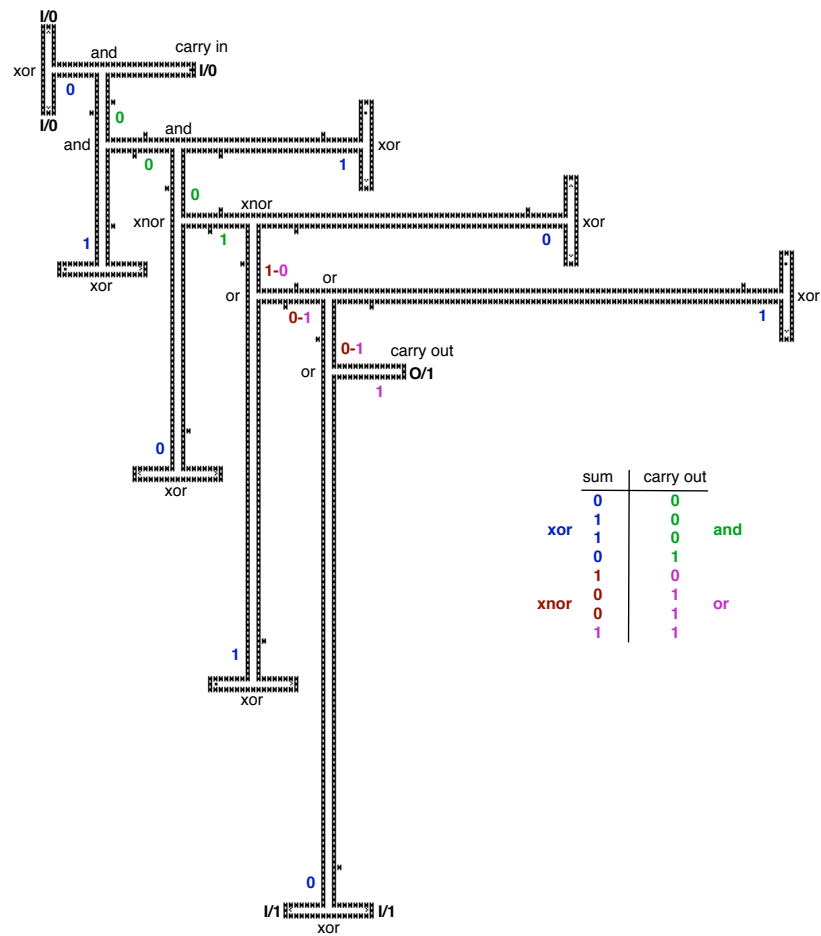 I/0
and
carry in
xor
I/0
0
I/0
0
and
and
xor
0
1
0
xnor
xnor
xor
1
1
0
xor
1-0
or
or
xor
0-1
1
0-1
carry out
or
O/1
1
0
xor
sum carry out
0 0
1 0
xor and
1 0
0 1
1 0
0 1
xnor or
0 1
1 1
1
xor
0
I/1 I/1
xor